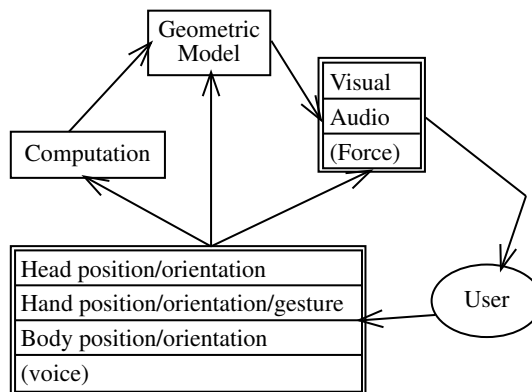 Geometric
Model
Visual
Audio
(Force)
Computation
Head position/orientation
Hand position/orientation/gesture
Body position/orientation
(voice)
User